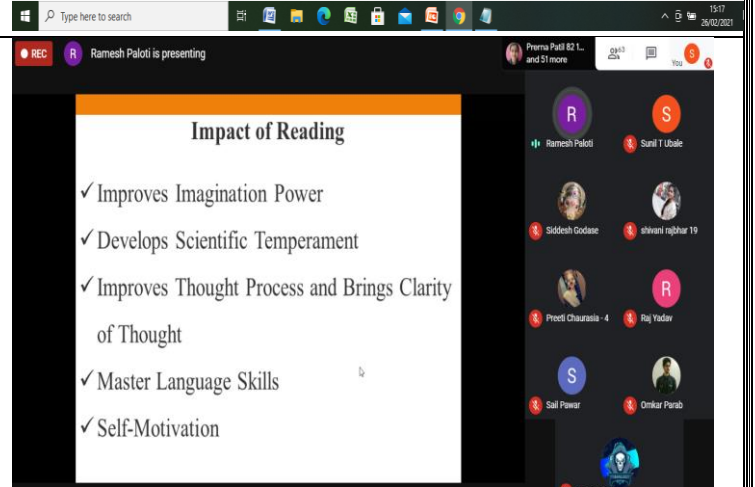 Type here to search
15:17
26/02/2021
REC
R
Ramesh Paloti is presenting
Prerna Patil 82 1...
and 51 more
63
You
S
Impact of Reading
✓ Improves Imagination Power
✓ Develops Scientific Temperament
✓ Improves Thought Process and Brings Clarity
of Thought
✓ Master Language Skills
✓ Self-Motivation
R
S
Ramesh Paloti
Sunil T Ubale
Siddesh Godase
shivani rajbhar 19
R
Preeti Chaurasia - 4
Raj Yadav
S
Sail Pawar
Omkar Parab